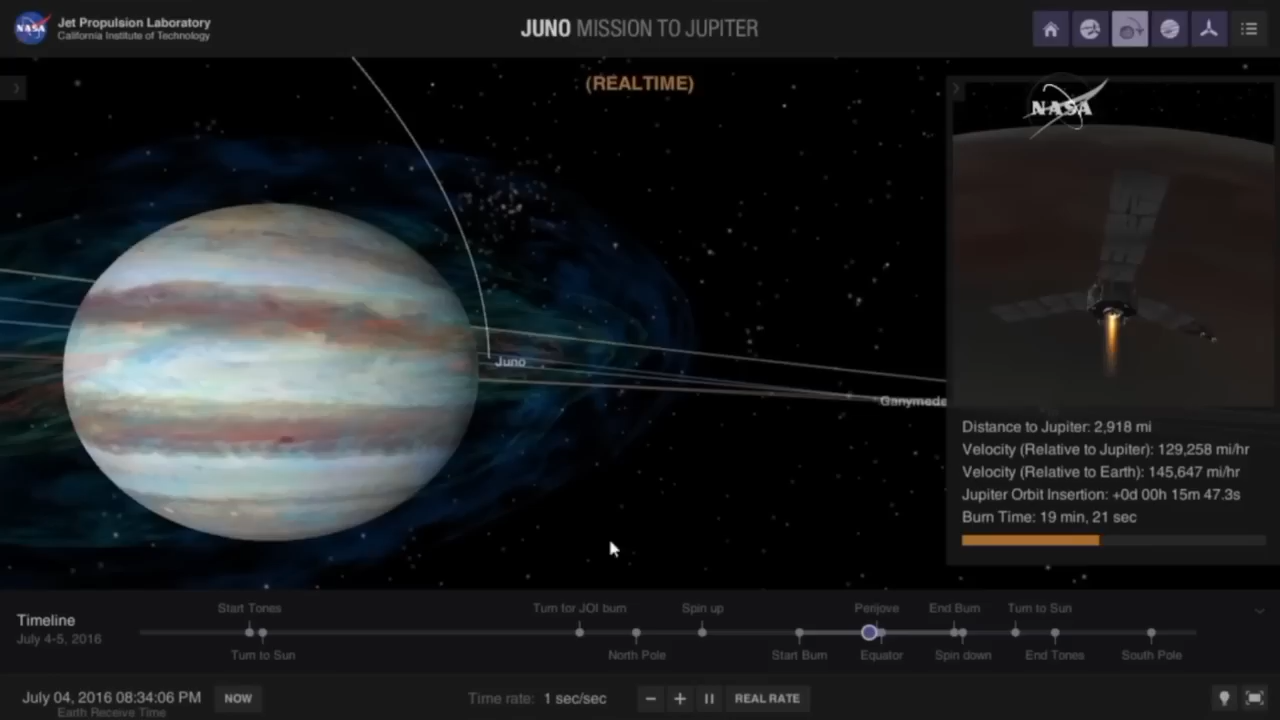 NASA
Jet Propulsion Laboratory
California Institute of Technology
JUNO MISSION TO JUPITER
(REALTIME)
NASA
Juno
Ganymede
Distance to Jupiter: 2,918 mi
Velocity (Relative to Jupiter): 129,258 mi/hr
Velocity (Relative to Earth): 145,647 mi/hr
Jupiter Orbit Insertion: +0d 00h 15m 47.3s
Burn Time: 19 min, 21 sec
Timeline
July 4-5, 2016
Start Tones
Turn to Sun
Turn for JOI burn
North Pole
Spin up
Start Burn
Perijove
Equator
End Burn
Spin down
Turn to Sun
End Tones
South Pole
July 04, 2016 08:34:06 PM
Earth Receive Time
NOW
Time rate: 1 sec/sec
REAL RATE